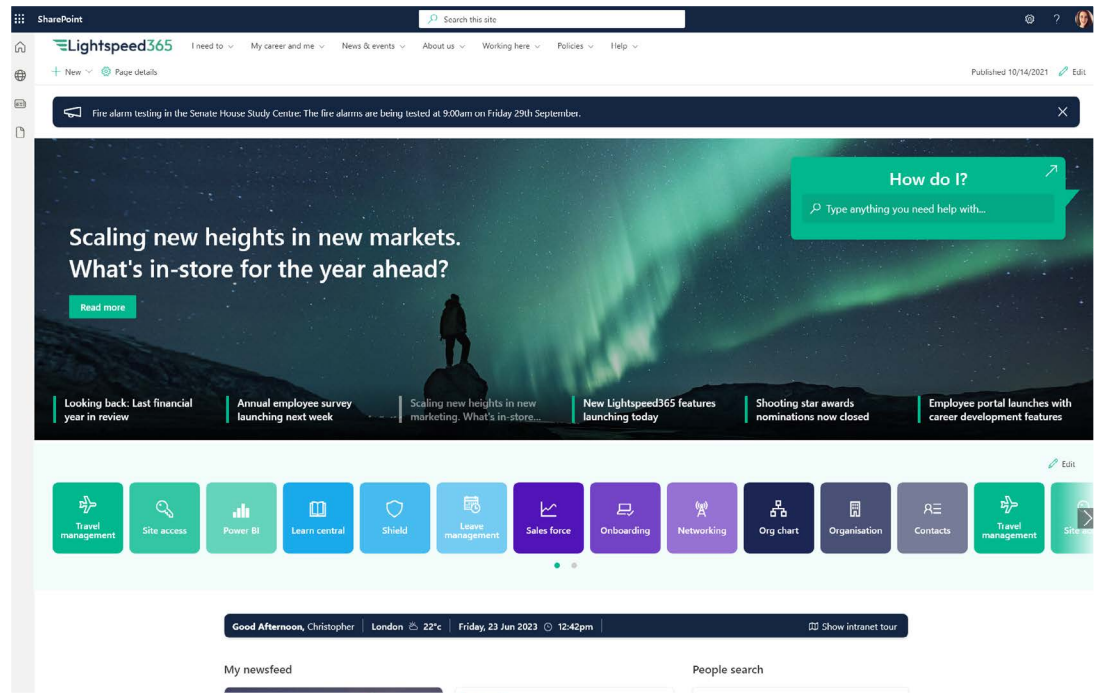 SharePoint
Search this site
?
Lightspeed365
I need to
My career and me
News & events
About us
Working here
Policies
Help
New
Page details
Published 10/14/2021
Edit
Fire alarm testing in the Senate House Study Centre: The fire alarms are being tested at 9:00am on Friday 29th September.
How do I?
Type anything you need help with...
Scaling new heights in new markets.
What's in-store for the year ahead?
Read more
Looking back: Last financial
year in review
Annual employee survey
launching next week
Scaling new heights in new
marketing. What's in-store...
New Lightspeed365 features
launching today
Shooting star awards
nominations now closed
Employee portal launches with
career development features
Edit
Travel
management
Site access
Power BI
Learn central
Shield
Leave
management
Sales force
Onboarding
Networking
Org chart
Organisation
Contacts
Travel
management
Site
Good Afternoon, Christopher
London
22°c
Friday, 23 Jun 2023
12:42pm
Show intranet tour
My newsfeed
People search